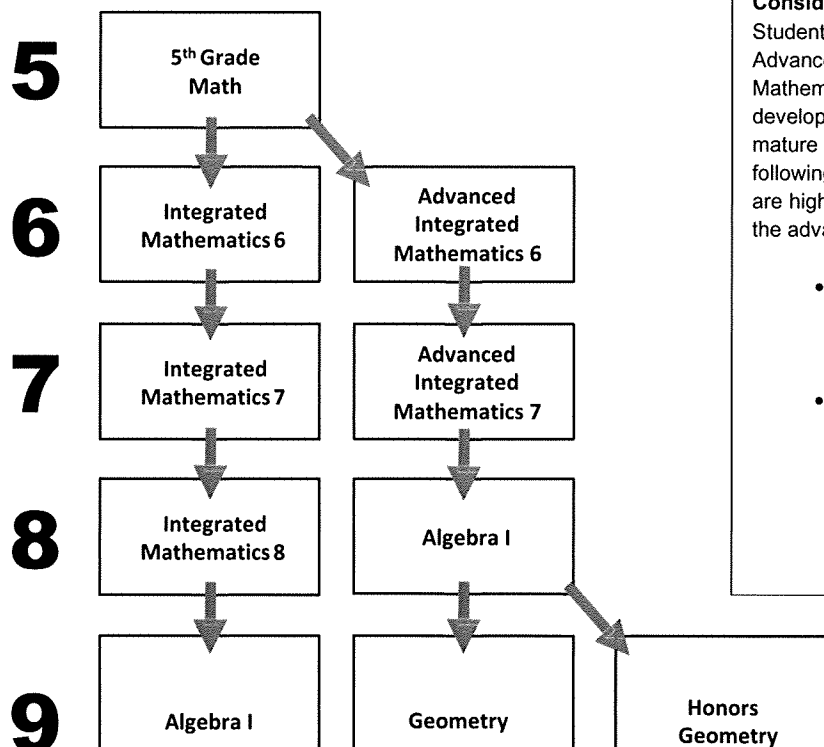 5
5th Grade
Math
6
Integrated
Mathematics 6
Advanced
Integrated
Mathematics 6
7
Integrated
Mathematics 7
Advanced
Integrated
Mathematics 7
8
Integrated
Mathematics 8
Algebra I
9
Algebra I
Geometry
Honors
Geometry
Student
Advance
Mathem
develop
mature
following
are high
the adva